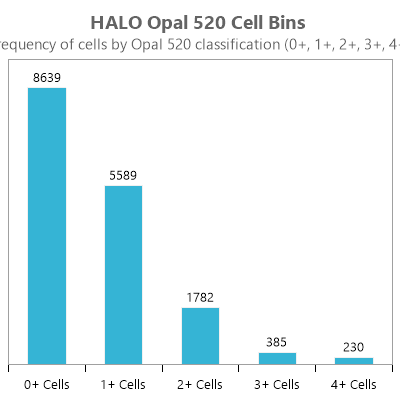 HALO Opal 520 Cell Bins
requency of cells by Opal 520 classification (0+, 1+, 2+, 3+, 4+
8639
5589
1782
385
230
0+ Cells 1+ Cells 2+ Cells 3+ Cells 4+ Cells